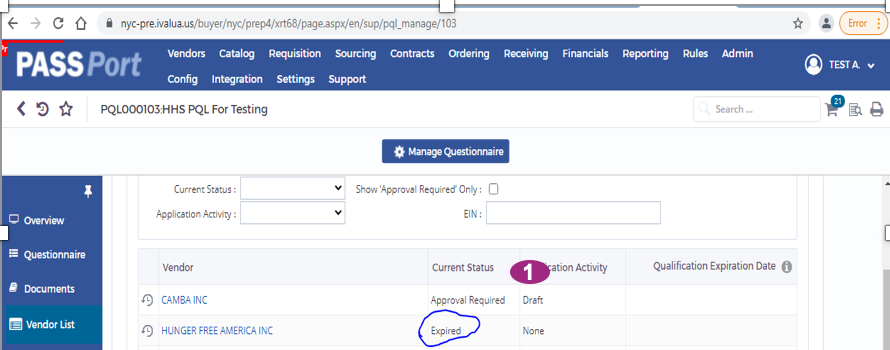 nyc-pre.ivalua.us/buyer/nyc/prep4/xrt68/page.aspx/en/sup/pql_manage/103
Error
PASSPort
Vendors Catalog Requisition Sourcing Contracts Ordering Receiving Financials Reporting Rules Admin
Config Integration Settings Support
TEST A.
PQL000103:HHS PQL For Testing
Search ...
21
Manage Questionnaire
Current Status :
Show 'Approval Required' Only :
Application Activity :
EIN :
Overview
Questionnaire
Documents
Vendor List
Vendor Current Status 1 ication Activity Qualification Expiration Date
CAMBA INC Approval Required Draft
HUNGER FREE AMERICA INC Expired None